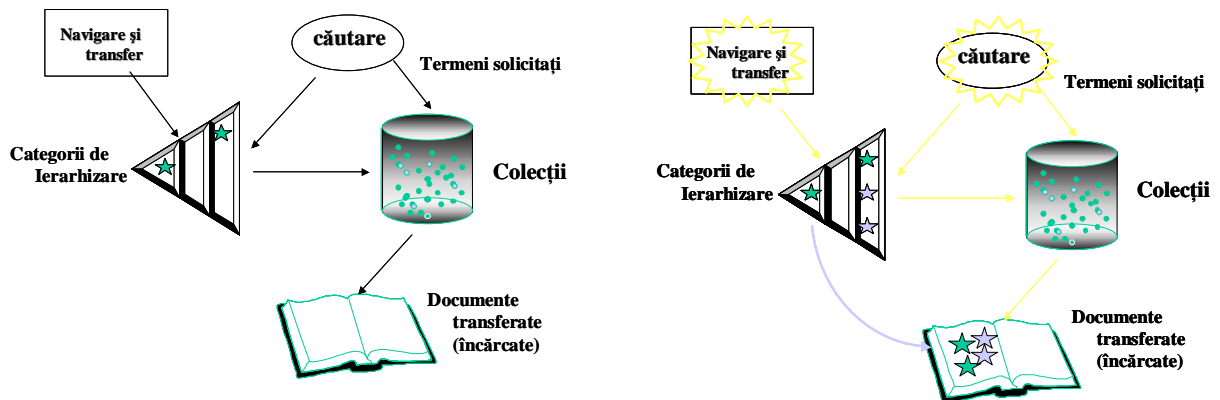 Navigare și
transfer
căutare
Termeni solicitați
Categorii de
Ierarhizare
Colecții
Documente
transferate
(încărcate)
Navigare și
transfer
căutare
Termeni solicitați
Categorii de
Ierarhizare
Colecții
Documente
transferate
(încărcate)